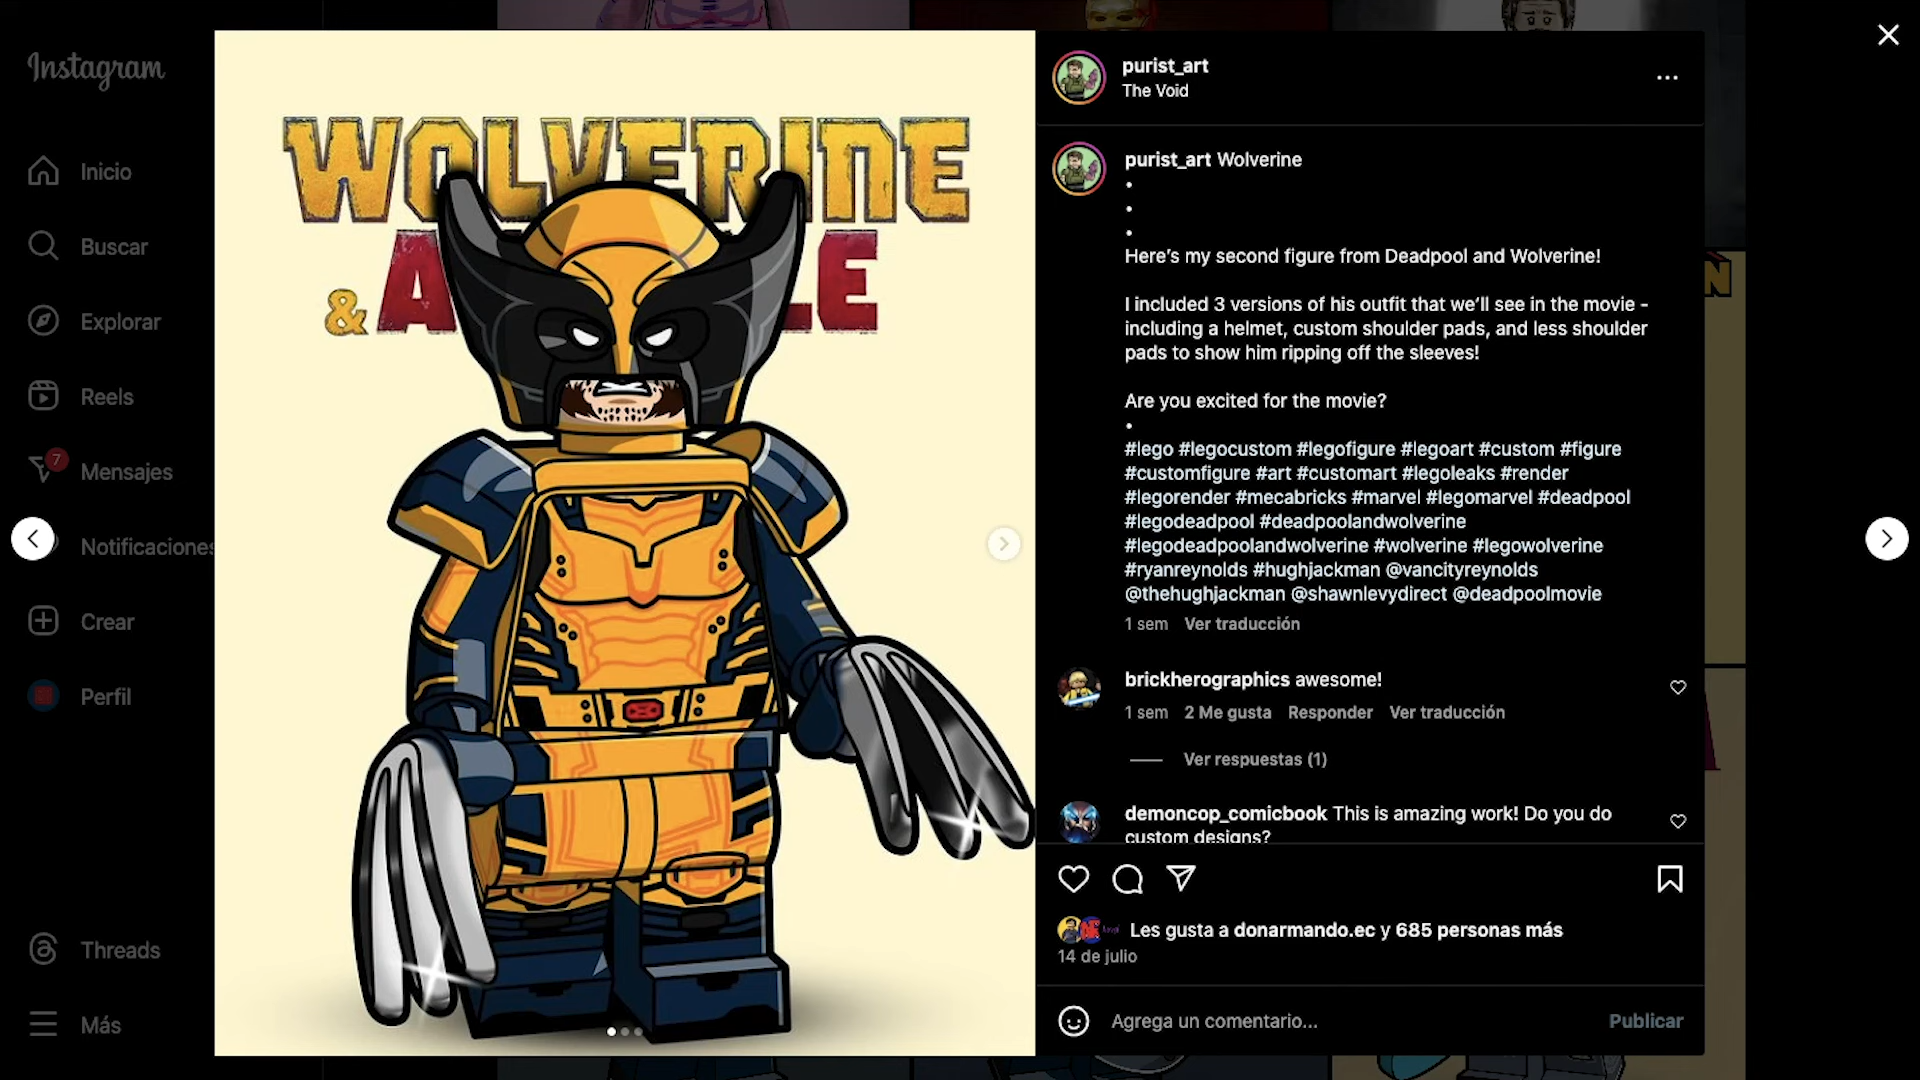 Instagram
Inicio
Buscar
Explorar
Reels
7
Mensajes
Notificaciones
Crear
Perfil
Threads
Más
WOLVERINE
&
purist_art
The Void
purist_art Wolverine
•
•
•
Here’s my second figure from Deadpool and Wolverine!
I included 3 versions of his outfit that we’ll see in the movie -
including a helmet, custom shoulder pads, and less shoulder
pads to show him ripping off the sleeves!
Are you excited for the movie?
•
#lego #legocustom #legofigure #legoart #custom #figure
#customfigure #art #customart #legoleaks #render
#legorender #mecabricks #marvel #legomarvel #deadpool
#legodeadpool #deadpoolandwolverine
#legodeadpoolandwolverine #wolverine #legowolverine
#ryanreynolds #hughjackman @vancityreynolds
@thehughjackman @shawnlevydirect @deadpoolmovie
1 sem Ver traducción
brickherographics awesome!
1 sem 2 Me gusta Responder Ver traducción
Ver respuestas (1)
demoncop_comicbook This is amazing work! Do you do
custom designs?
Les gusta a donarmando.ec y 685 personas más
14 de julio
Agrega un comentario...
Publicar